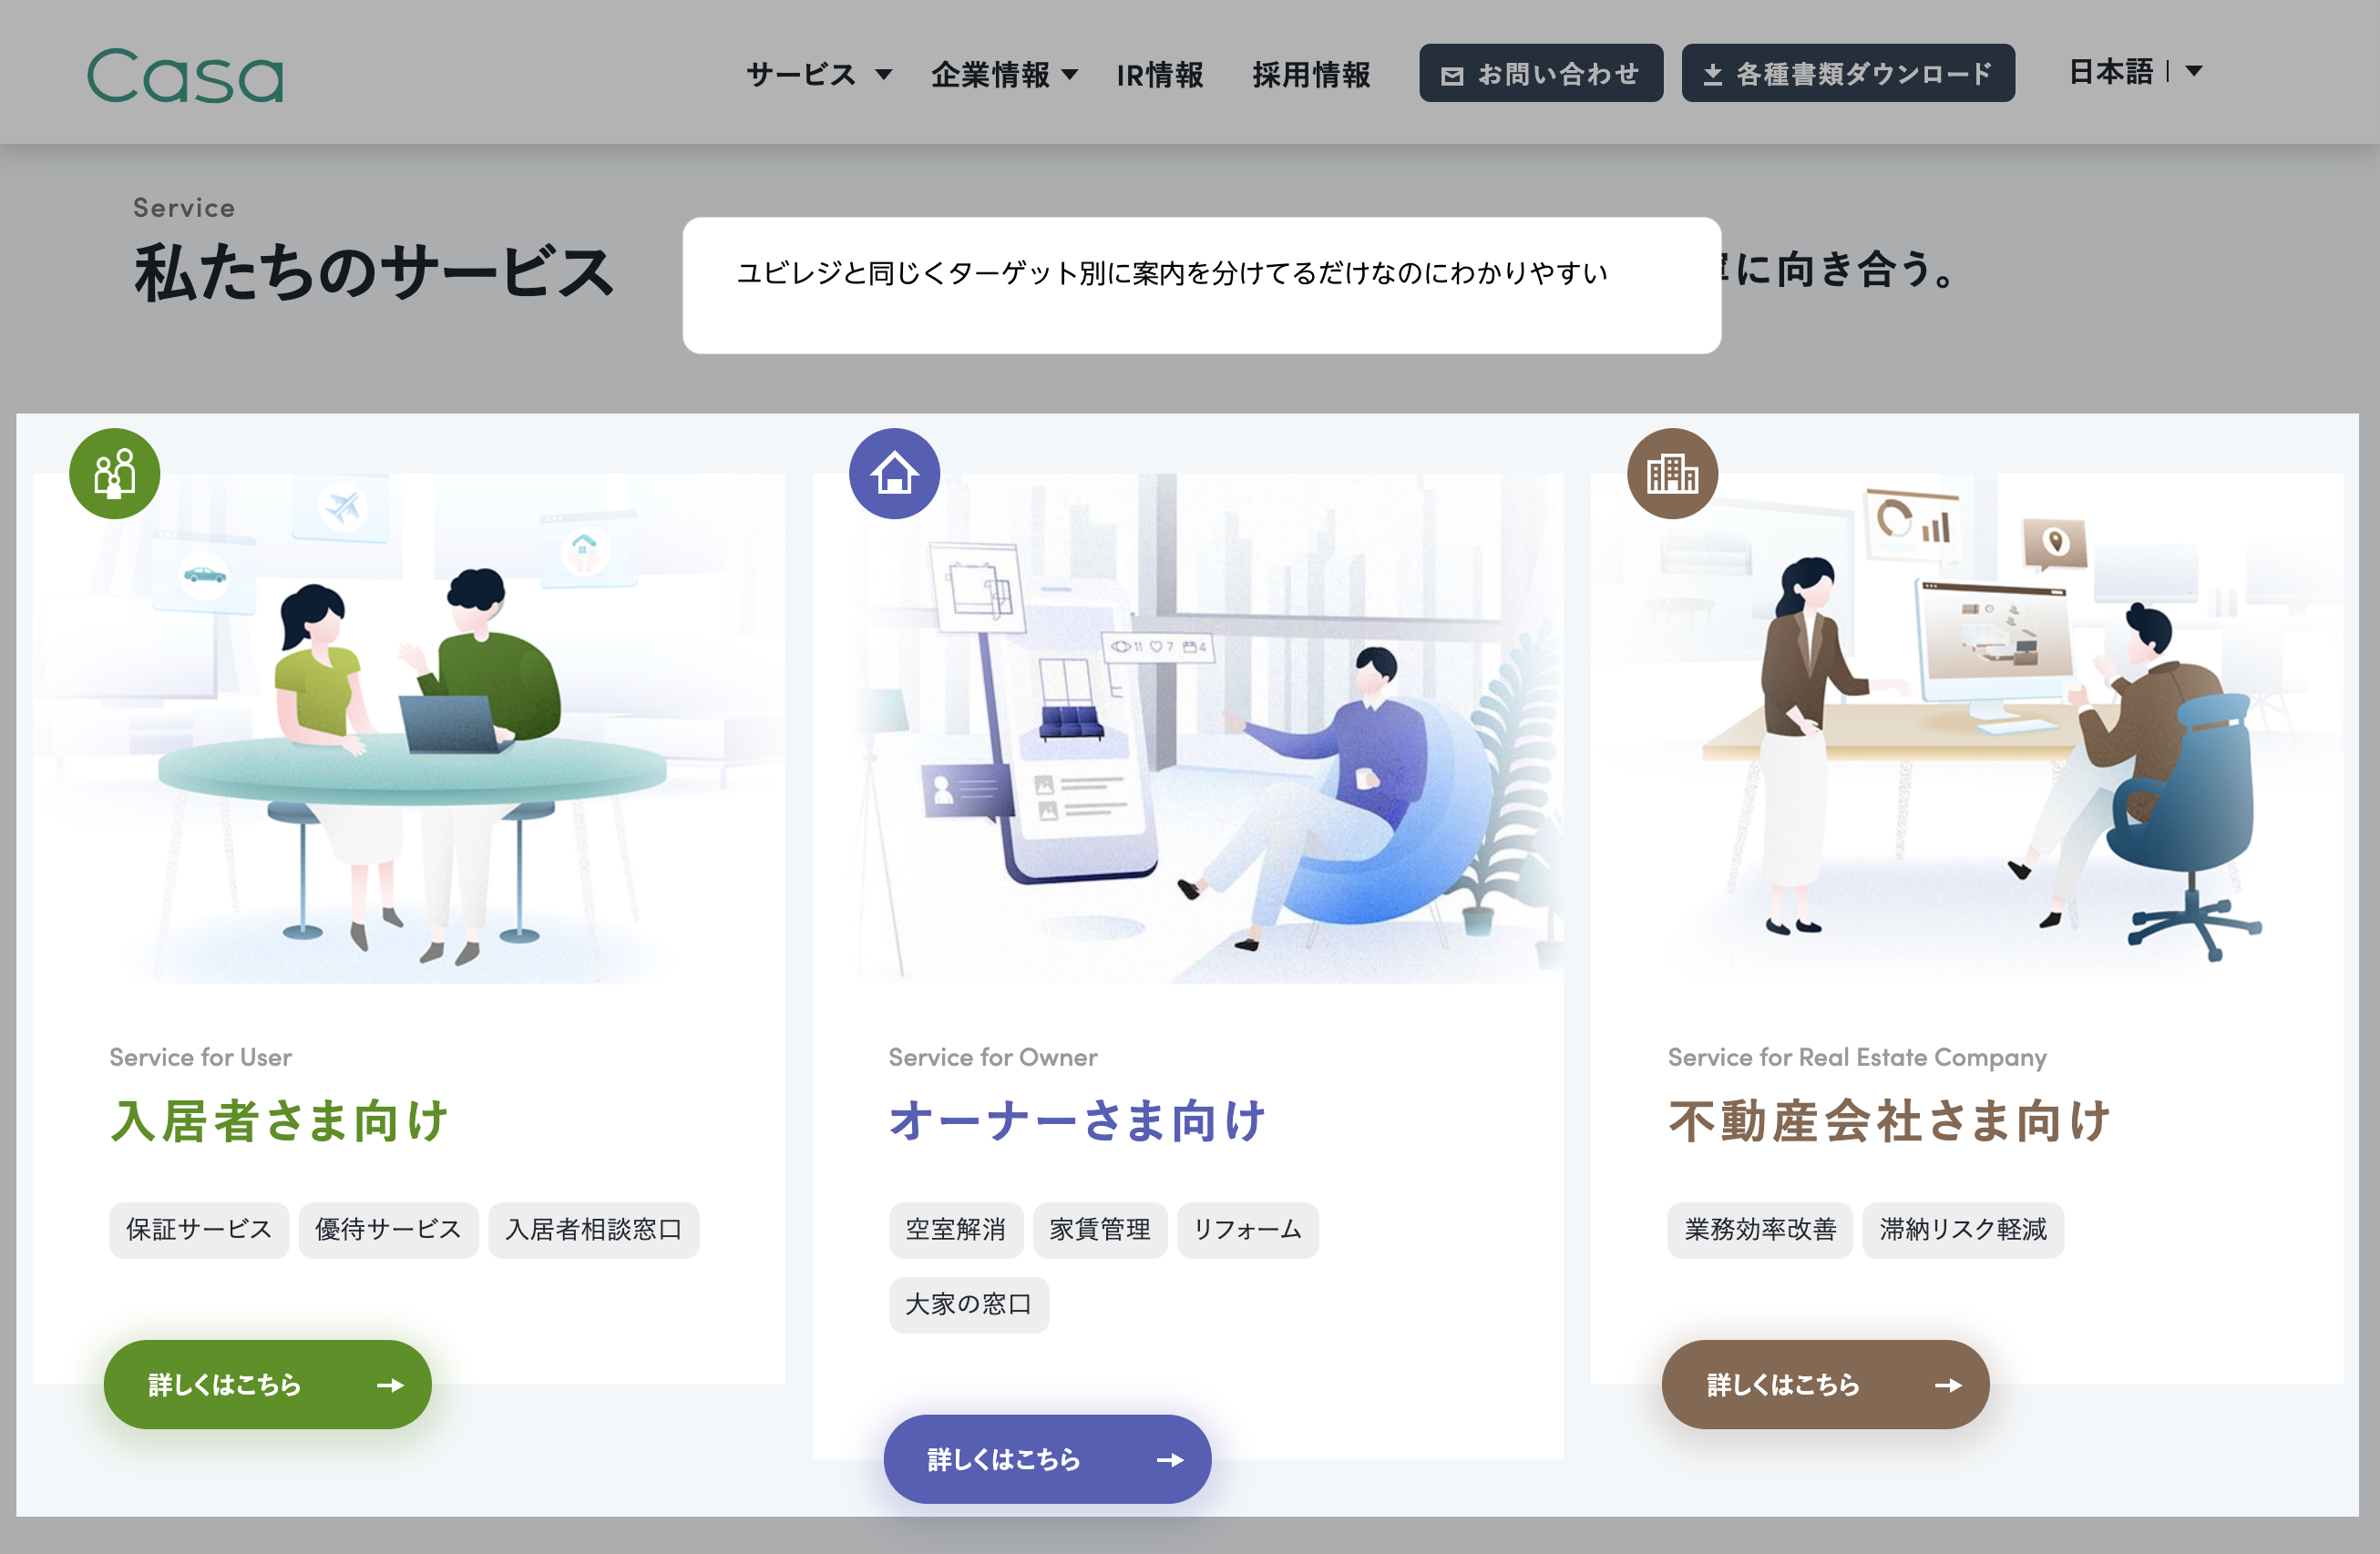 Casa
サービス
企業情報
IR情報
採用情報
お問い合わせ
各種書類ダウンロード
日本語
Service
私たちのサービス
ユビレジと同じくターゲット別に案内を分けてるだけなのにわかりやすい
に向き合う。
11 7 4
Service for User
入居者さま向け
保証サービス 優待サービス 入居者相談窓口
詳しくはこちら
Service for Owner
オーナーさま向け
空室解消 家賃管理 リフォーム
大家の窓口
詳しくはこちら
Service for Real Estate Company
不動産会社さま向け
業務効率改善 滞納リスク軽減
詳しくはこちら